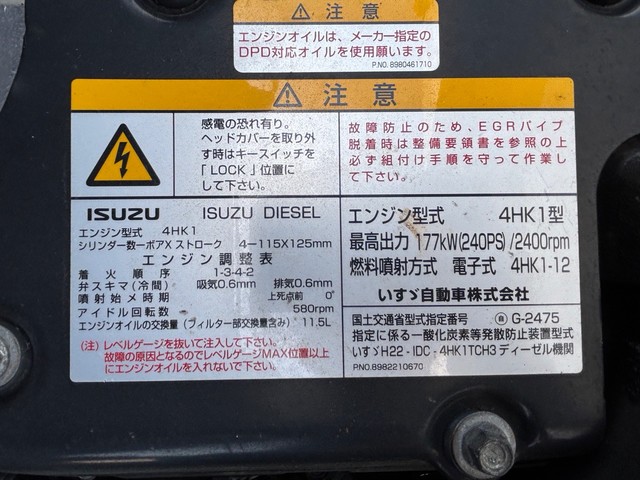 ⚠ 注意
エンジンオイルは、メーカー指定の
DPD対応オイルを使用願います。
P.NO. 8980461710
⚠ 注意
感電の恐れ有り。
ヘッドカバーを取り外
す時はキースイッチを
「LOCK」位置に
して下さい。
故障防止のため、EGRパイプ
脱着時は整備要領書を参照の上
必ず組付け手順を守って作業し
て下さい。
ISUZU ISUZU DIESEL
エンジン型式 4HK1
シリンダー数ーボアXストローク 4-115X125mm
エンジン調整表
着火順序 1-3-4-2
弁スキマ(冷間) 吸気0.6mm 排気0.6mm
噴射始メ時期 上死点前 0°
アイドル回転数 580rpm
エンジンオイルの交換量(フィルター部交換量含み) 11.5L
(注)レベルゲージを抜いて注入して下さい。
故障の原因となるのでレベルゲージMAX位置以上
にエンジンオイルを入れないで下さい。
エンジン型式 4HK1型
最高出力 177kW(240PS)/2400rpm
燃料噴射方式 電子式 4HK1-12
いすゞ自動車株式会社
国土交通省型式指定番号 自 G-2475
指定に係る一酸化炭素等発散防止装置型式
いすゞH22-IDC-4HK1TCH3ディーゼル機関
P.NO.8982210670